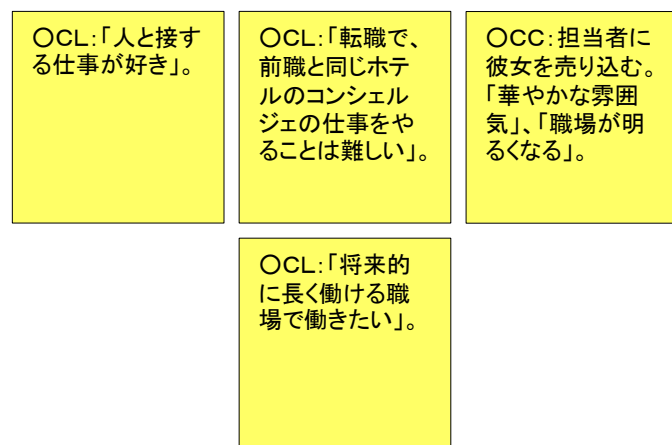 ○CL:「人と接す
る仕事が好き」。
○CL:「転職で、
前職と同じホテ
ルのコンシェル
ジェの仕事をや
ることは難しい」。
○CC:担当者に
彼女を売り込む。
「華やかな雰囲
気」、「職場が明
るくなる」。
○CL:「将来的
に長く働ける職
場で働きたい」。